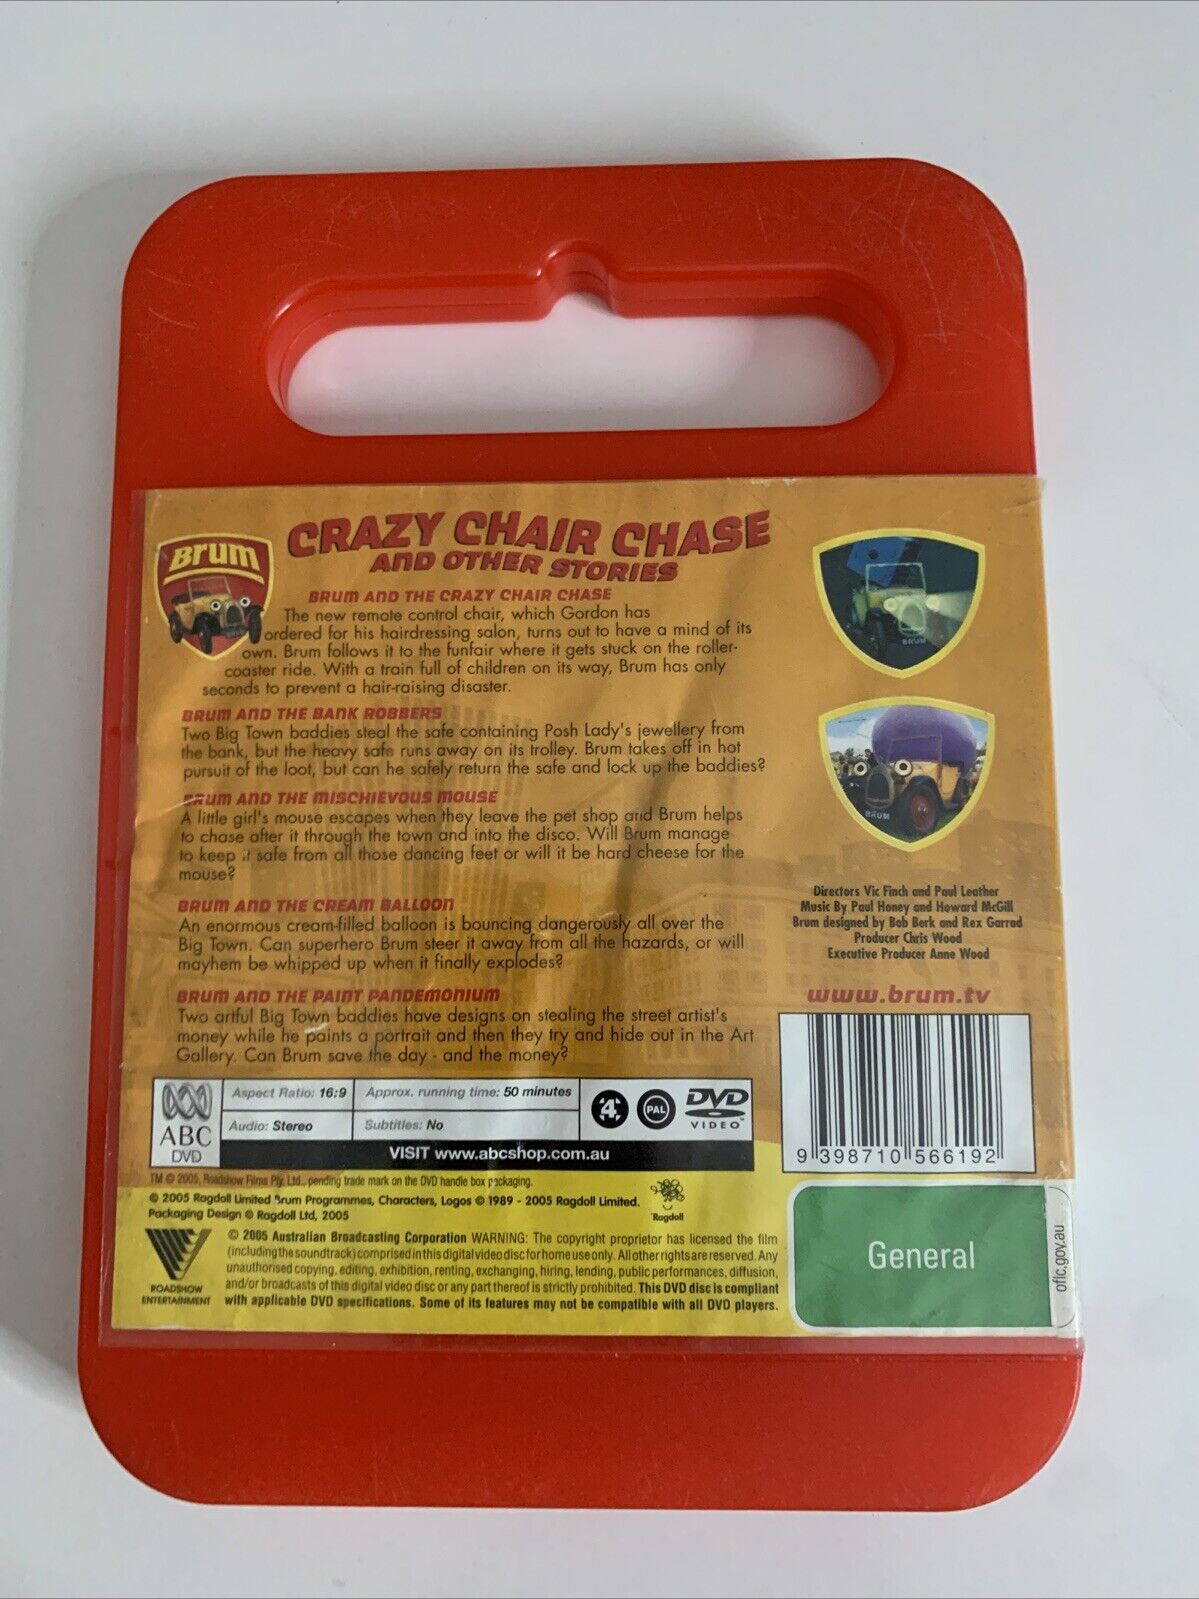 Brum
CRAZY CHAIR CHASE
AND OTHER STORIES
BRUM AND THE CRAZY CHAIR CHASE
The new remote control chair, which Gordon has
ordered for his hairdressing salon, turns out to have a mind of its
own. Brum follows it to the funfair where it gets stuck on the roller-
coaster ride. With a train full of children on its way, Brum has only
seconds to prevent a hair-raising disaster.
BRUM AND THE BANK ROBBERS
Two Big Town baddies steal the safe containing Posh Lady's jewellery from
the bank, but the heavy safe runs away on its trolley. Brum takes off in hot
pursuit of the loot, but can he safely return the safe and lock up the baddies?
BRUM AND THE MISCHIEVOUS MOUSE
A little girl's mouse escapes when they leave the pet shop and Brum helps
to chase after it through the town and into the disco. Will Brum manage
to keep it safe from all those dancing feet or will it be hard cheese for the
mouse?
BRUM AND THE CREAM BALLOON
An enormous cream-filled balloon is bouncing dangerously all over the
Big Town. Can superhero Brum steer it away from all the hazards, or will
mayhem be whipped up when it finally explodes?
BRUM AND THE PAINT PANDEMONIUM
Two artful Big Town baddies have designs on stealing the street artist's
money while he paints a portrait and then they try and hide out in the Art
Gallery. Can Brum save the day - and the money?
BRUM
BRUM
Directors Vic Finch and Paul Leather
Music By Paul Honey and Howard McGill
Brum designed by Bob Berk and Rex Garrad
Producer Chris Wood
Executive Producer Anne Wood
www.brum.tv
9 398710 566192
ABC
DVD
Aspect Ratio: 16:9
Approx. running time: 50 minutes
Audio: Stereo
Subtitles: No
4
PAL
DVD
VIDEO
VISIT www.abcshop.com.au
TM © 2005, Roadshow Films Pty. Ltd., pending trade mark on the DVD handle box packaging.
© 2005 Ragdoll Limited Brum Programmes, Characters, Logos © 1989 - 2005 Ragdoll Limited.
Packaging Design © Ragdoll Ltd, 2005
Ragdoll
ROADSHOW
ENTERTAINMENT
© 2005 Australian Broadcasting Corporation WARNING: The copyright proprietor has licensed the film
(including the soundtrack) comprised in this digital video disc for home use only. All other rights are reserved. Any
unauthorised copying, editing, exhibition, renting, exchanging, hiring, lending, public performances, diffusion,
and/or broadcasts of this digital video disc or any part thereof is strictly prohibited. This DVD disc is compliant
with applicable DVD specifications. Some of its features may not be compatible with all DVD players.
General
oflc.gov.au